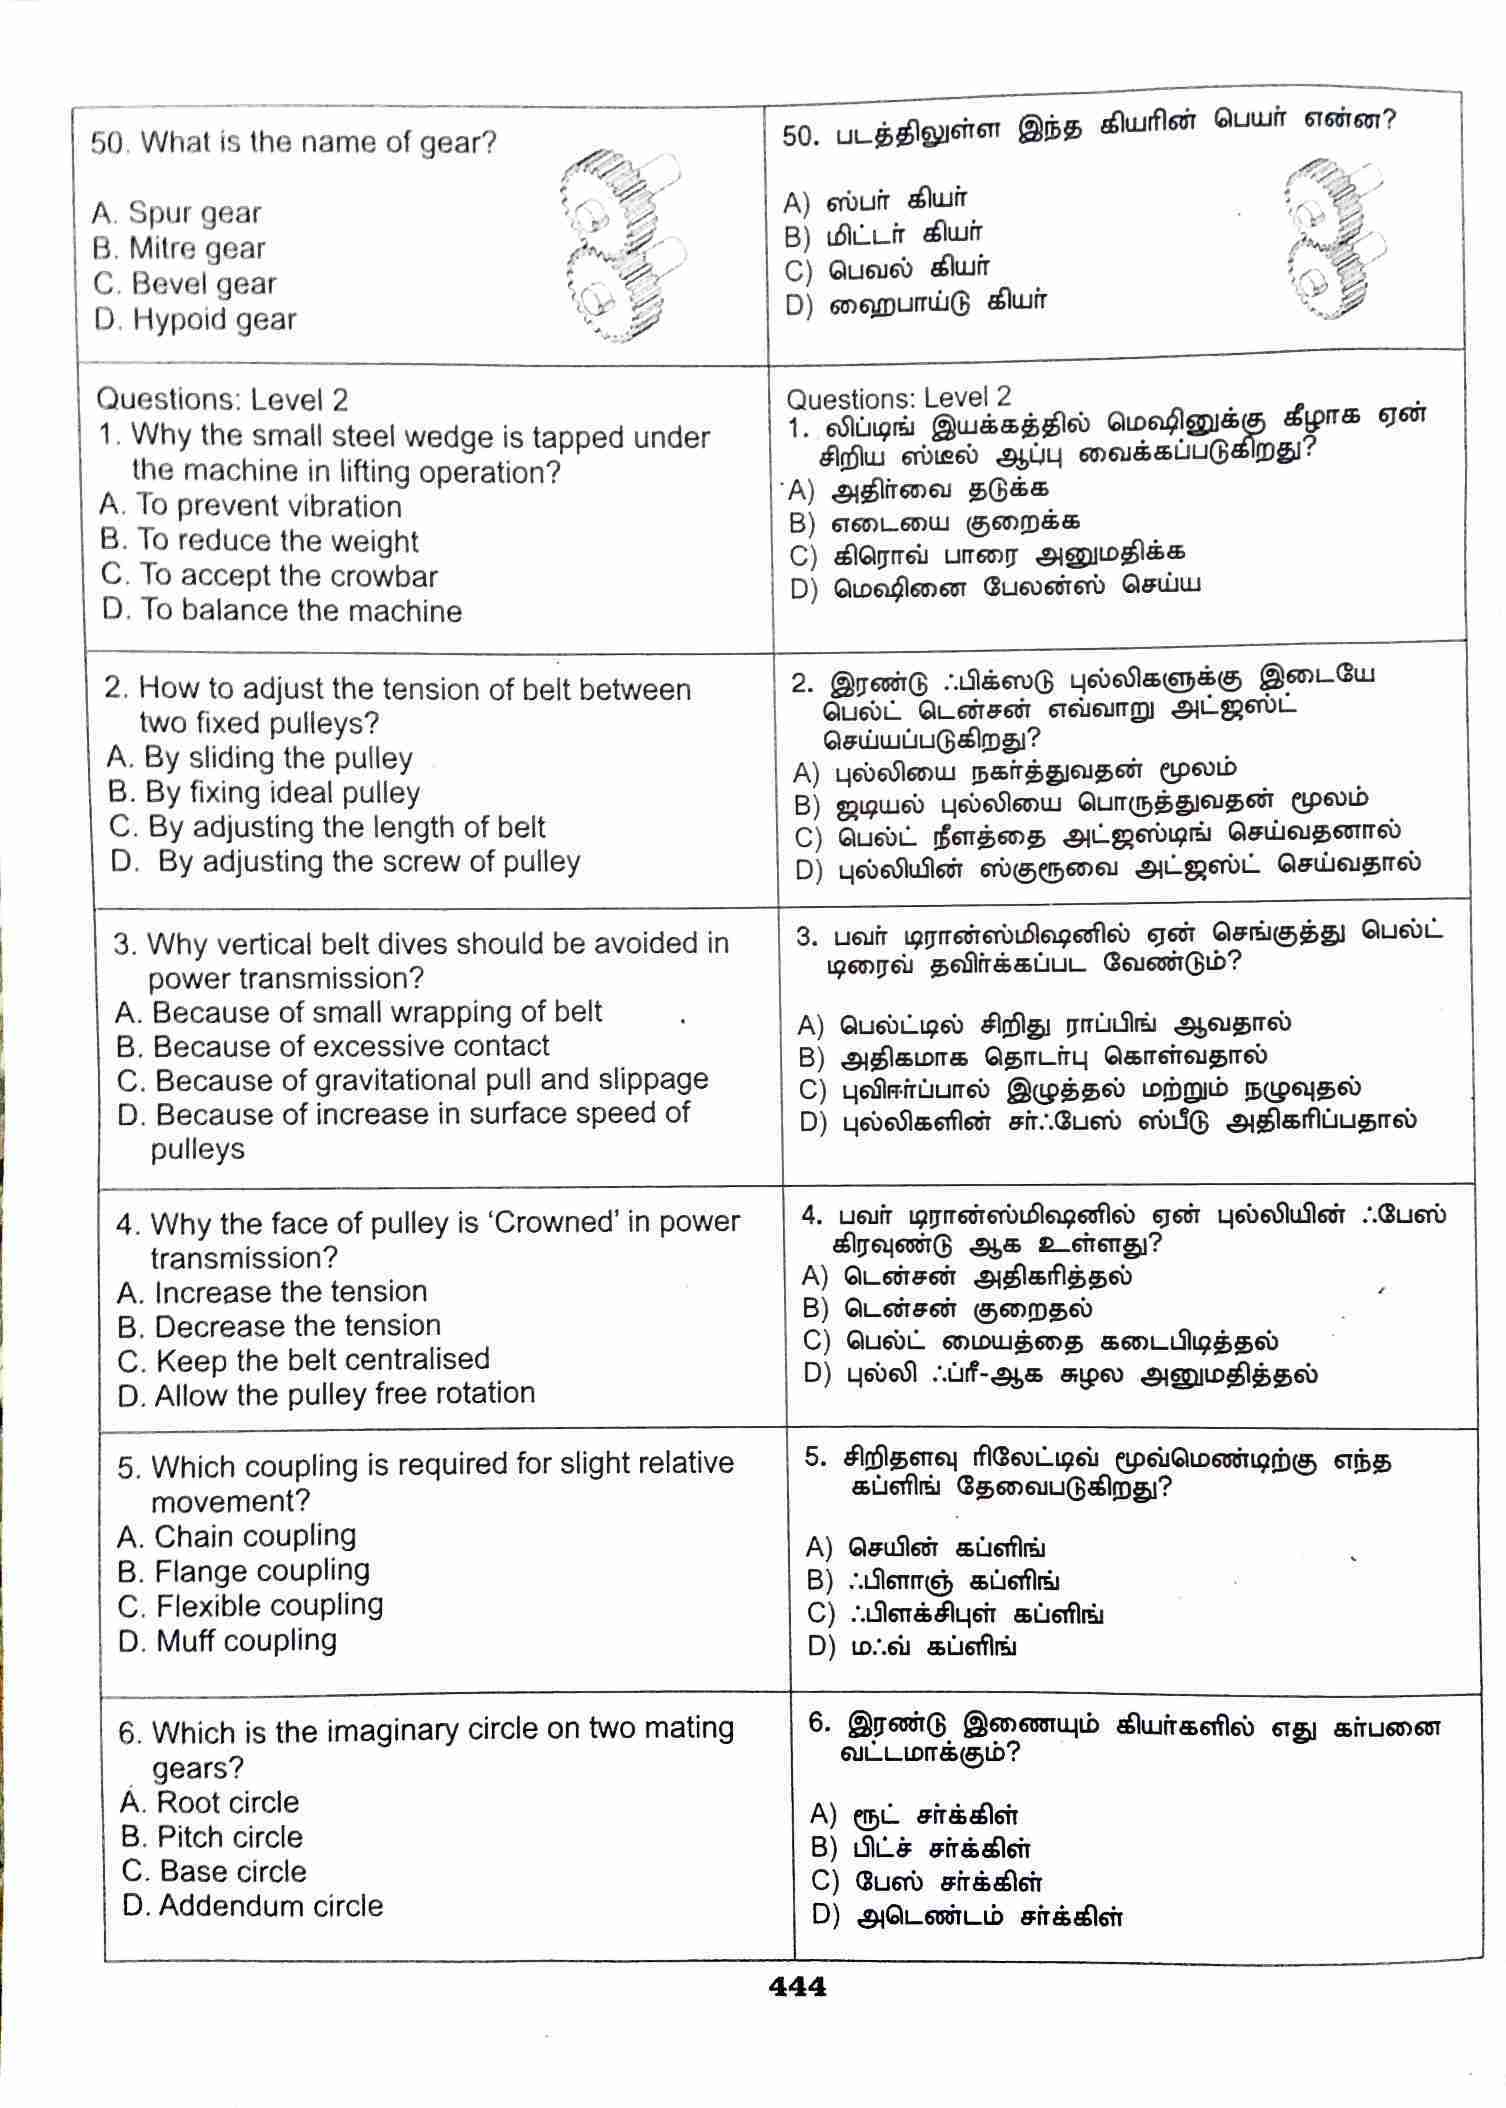 50. What is the name of gear?
A. Spur gear
B. Mitre gear
C. Bevel gear
D. Hypoid gear
50. படத்திலுள்ள இந்த கியரின் பெயர் என்ன?
A) ஸ்பர் கியர்
B) மிட்டர் கியர்
C) பெவல் கியர்
D) ஹைபாய்டு கியர்
Questions: Level 2
1. Why the small steel wedge is tapped under
the machine in lifting operation?
A. To prevent vibration
B. To reduce the weight
C. To accept the crowbar
D. To balance the machine
Questions: Level 2
1. லிப்டிங் இயக்கத்தில் மெஷினுக்கு கீழாக ஏன்
சிறிய ஸ்டீல் ஆப்பு வைக்கப்படுகிறது?
A) அதிர்வை தடுக்க
B) எடையை குறைக்க
C) கிரொவ் பாரை அனுமதிக்க
D) மெஷினை பேலன்ஸ் செய்ய
2. How to adjust the tension of belt between
two fixed pulleys?
A. By sliding the pulley
B. By fixing ideal pulley
C. By adjusting the length of belt
D. By adjusting the screw of pulley
2. இரண்டு ஃபிக்ஸடு புல்லிகளுக்கு இடையே
பெல்ட் டென்சன் எவ்வாறு அட்ஜஸ்ட்
செய்யப்படுகிறது?
A) புல்லியை நகர்த்துவதன் மூலம்
B) ஐடியல் புல்லியை பொருத்துவதன் மூலம்
C) பெல்ட் நீளத்தை அட்ஜஸ்டிங் செய்வதனால்
D) புல்லியின் ஸ்குரூவை அட்ஜஸ்ட் செய்வதால்
3. Why vertical belt dives should be avoided in
power transmission?
A. Because of small wrapping of belt
B. Because of excessive contact
C. Because of gravitational pull and slippage
D. Because of increase in surface speed of
pulleys
3. பவர் டிரான்ஸ்மிஷனில் ஏன் செங்குத்து பெல்ட்
டிரைவ் தவிர்க்கப்பட வேண்டும்?
A) பெல்ட்டில் சிறிது ராப்பிங் ஆவதால்
B) அதிகமாக தொடர்பு கொள்வதால்
C) புவிஈர்ப்பால் இழுத்தல் மற்றும் நழுவுதல்
D) புல்லிகளின் சர்ஃபேஸ் ஸ்பீடு அதிகரிப்பதால்
4. Why the face of pulley is ‘Crowned’ in power
transmission?
A. Increase the tension
B. Decrease the tension
C. Keep the belt centralised
D. Allow the pulley free rotation
4. பவர் டிரான்ஸ்மிஷனில் ஏன் புல்லியின் ஃபேஸ்
கிரவுண்டு ஆக உள்ளது?
A) டென்சன் அதிகரித்தல்
B) டென்சன் குறைதல்
C) பெல்ட் மையத்தை கடைபிடித்தல்
D) புல்லி ஃப்ரீ-ஆக சுழல அனுமதித்தல்
5. Which coupling is required for slight relative
movement?
A. Chain coupling
B. Flange coupling
C. Flexible coupling
D. Muff coupling
5. சிறிதளவு ரிலேட்டிவ் மூவ்மெண்டிற்கு எந்த
கப்ளிங் தேவைபடுகிறது?
A) செயின் கப்ளிங்
B) ஃபிளாஞ் கப்ளிங்
C) ஃபிளக்சிபுள் கப்ளிங்
D) மஃவ் கப்ளிங்
6. Which is the imaginary circle on two mating
gears?
A. Root circle
B. Pitch circle
C. Base circle
D. Addendum circle
6. இரண்டு இணையும் கியர்களில் எது கர்பனை
வட்டமாக்கும்?
A) ரூட் சர்க்கிள்
B) பிட்ச் சர்க்கிள்
C) பேஸ் சர்க்கிள்
D) அடெண்டம் சர்க்கிள்
444